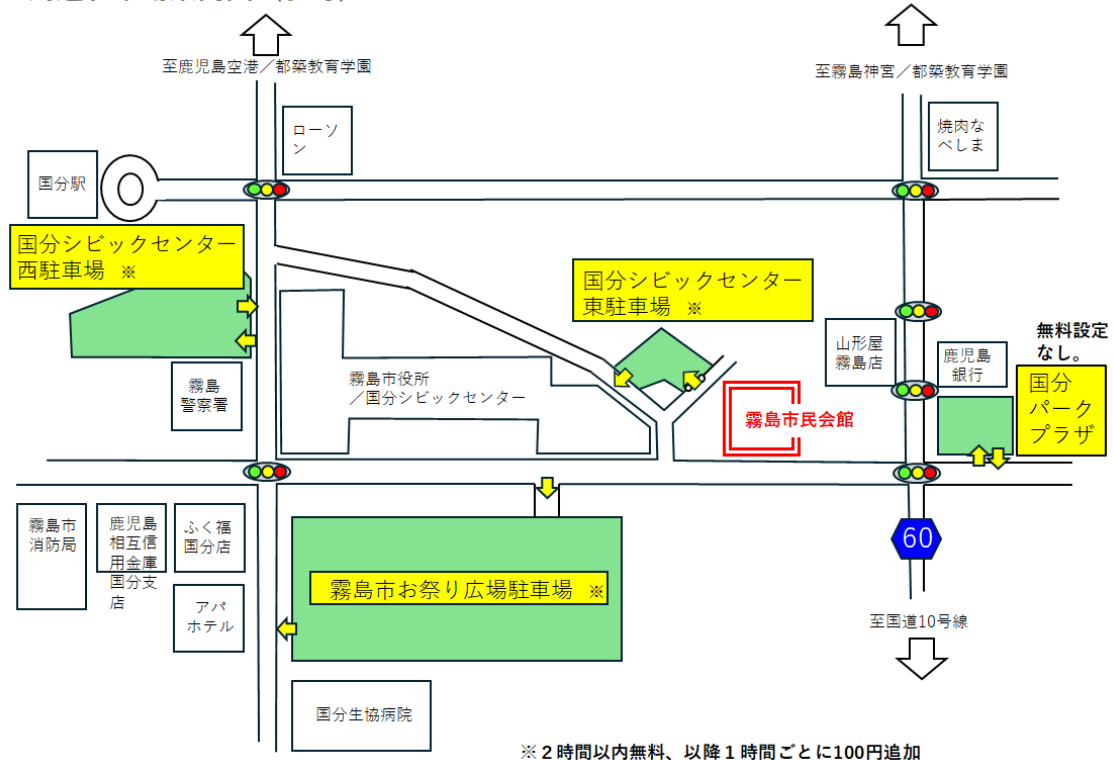 至鹿児島空港／都築教育学園
至霧島神宮／都築教育学園
ローソ
ン
焼肉な
べしま
国分駅
国分シビックセンター
西駐車場 ※
国分シビックセンター
東駐車場 ※
山形屋
霧島店
鹿児島
銀行
無料設定
なし。
国分
パーク
プラザ
霧島
警察署
霧島市役所
／国分シビックセンター
霧島市民会館
霧島市
消防局
鹿児島
相互信
用金庫
国分支
店
ふく福
国分店
アパ
ホテル
霧島市お祭り広場駐車場 ※
60
至国道10号線
国分生協病院
※２時間以内無料、以降１時間ごとに100円追加